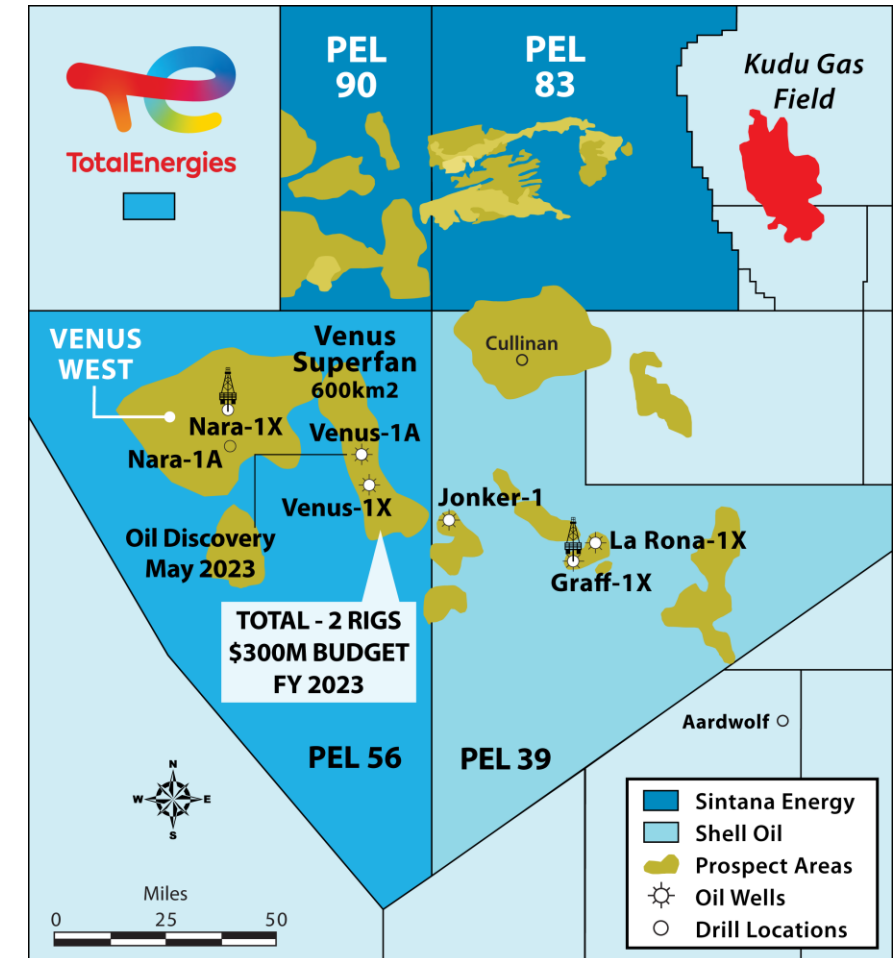 TotalEnergies
PEL
90
PEL
83
Kudu Gas
Field
VENUS
WEST
Venus
Superfan
600km2
Cullinan
Nara-1X
Nara-1A
Venus-1A
Venus-1X
Oil Discovery
May 2023
Jonker-1
La Rona-1X
Graff-1X
TOTAL - 2 RIGS
$300M BUDGET
FY 2023
PEL 56
PEL 39
Aardwolf
N
W
E
S
Miles
0
25
50
Sintana Energy
Shell Oil
Prospect Areas
Oil Wells
Drill Locations